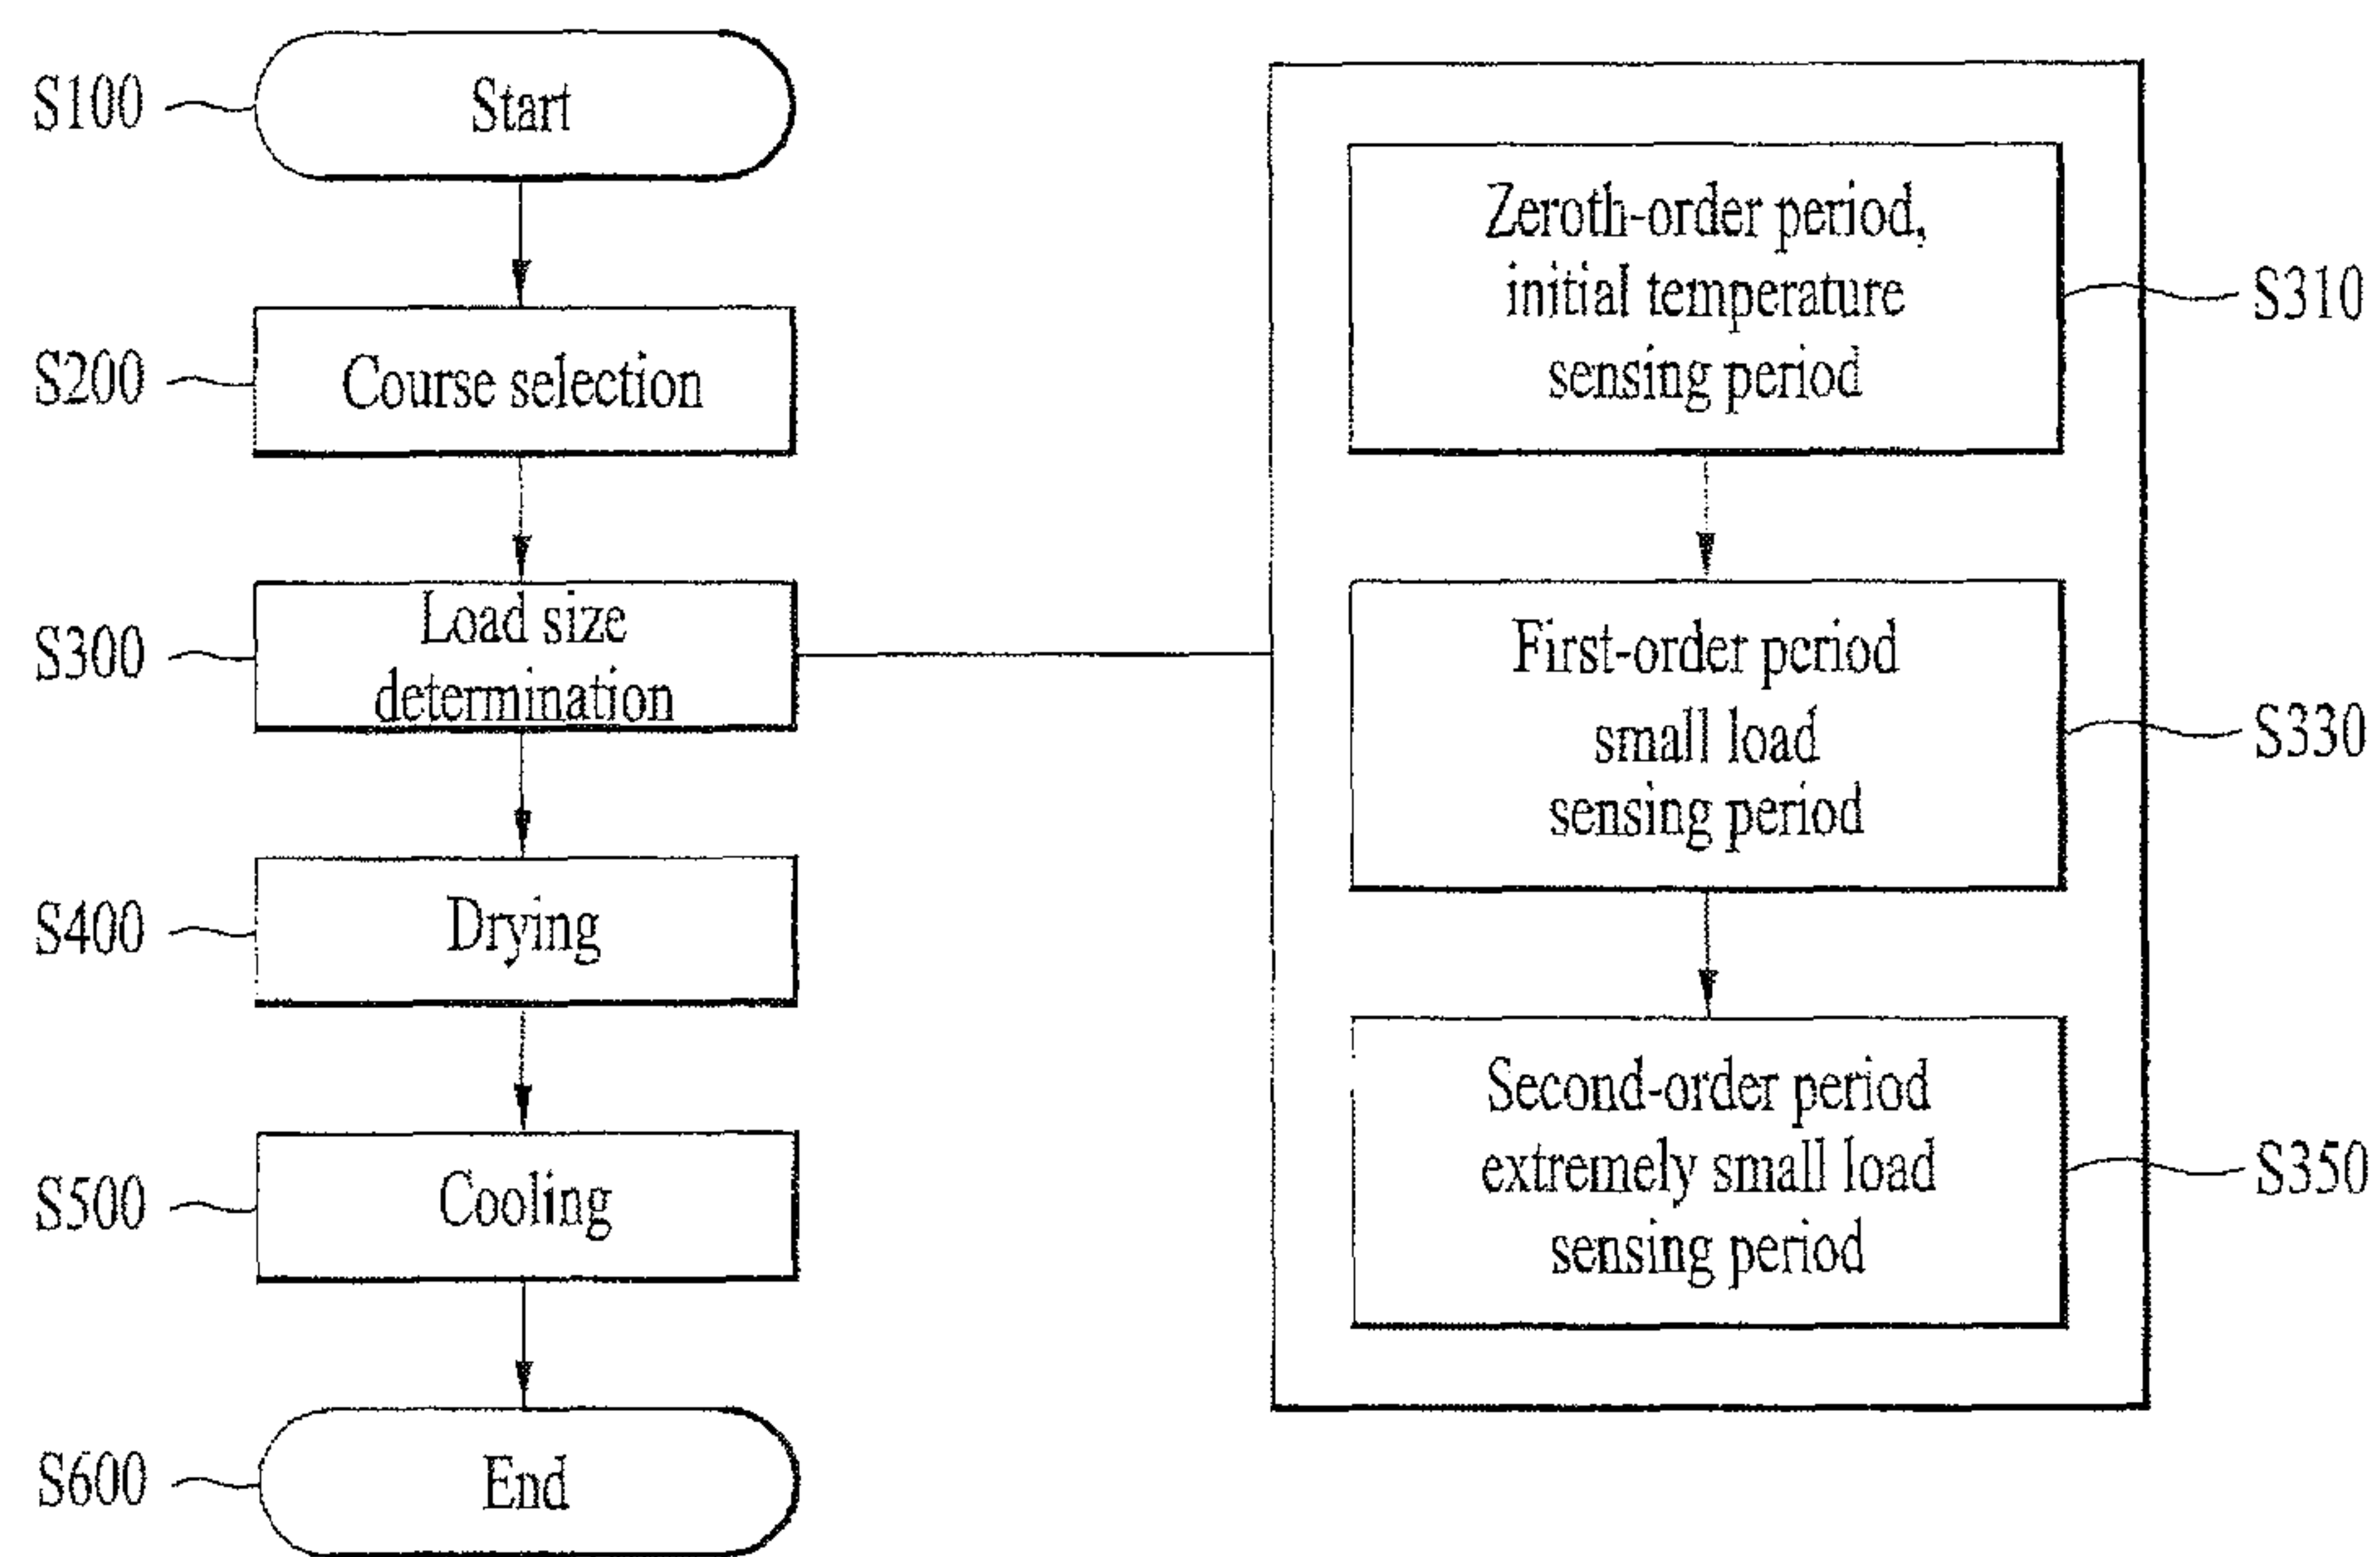 S100
Start
S200
Course selection
S300
Load size
determination
S400
Drying
S500
Cooling
S600
End
Zeroth-order period,
initial temperature
sensing period
S310
First-order period
small load
sensing period
S330
Second-order period
extremely small load
sensing period
S350